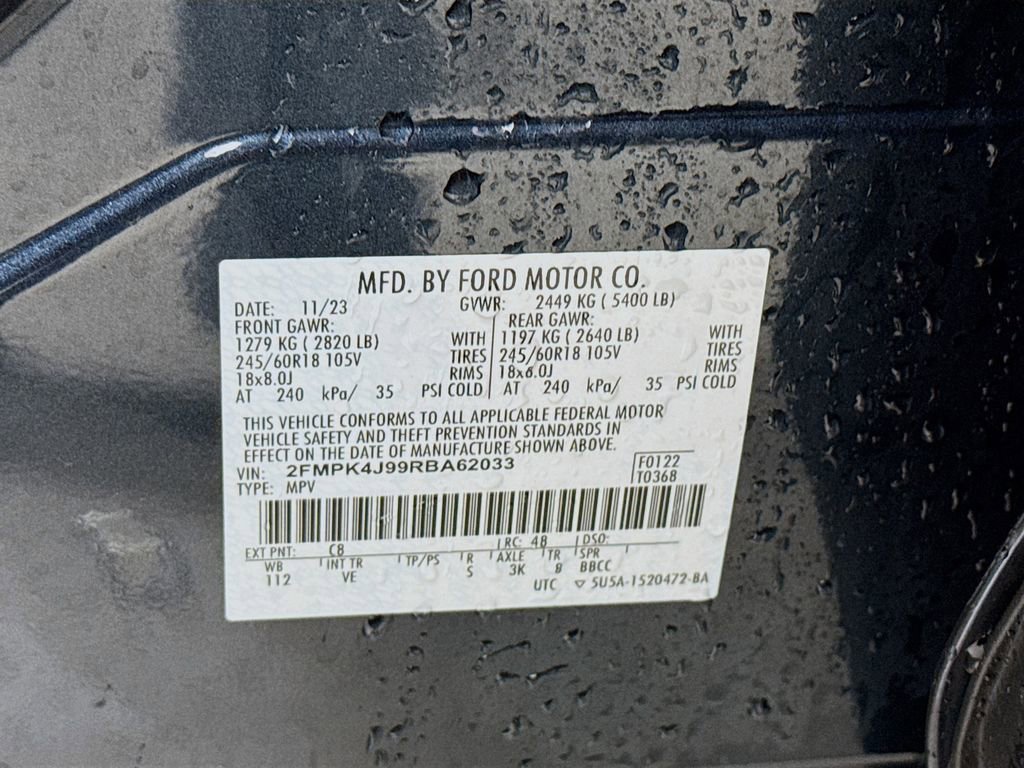 MFD. BY FORD MOTOR CO.
DATE: 11/23 GVWR: 2449 KG ( 5400 LB)
FRONT GAWR: REAR GAWR:
1279 KG ( 2820 LB) WITH 1197 KG ( 2640 LB) WITH
245/60R18 105V TIRES 245/60R18 105V TIRES
18x8.0J RIMS 18x8.0J RIMS
AT 240 kPa/ 35 PSI COLD AT 240 kPa/ 35 PSI COLD
THIS VEHICLE CONFORMS TO ALL APPLICABLE FEDERAL MOTOR
VEHICLE SAFETY AND THEFT PREVENTION STANDARDS IN
EFFECT ON THE DATE OF MANUFACTURE SHOWN ABOVE.
VIN: 2FMPK4J99RBA62033 F0122
TYPE: MPV T0368
EXT PNT: C8 RC: 48 DSO:
WB INT TR TP/PS R AXLE TR SPR
112 VE S 3K 8 BBCC
UTC ▽ 5U5A-1520472-BA